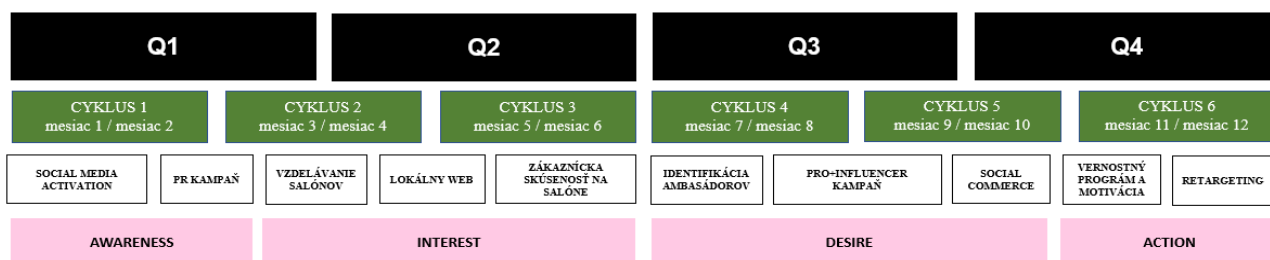 Q1
Q2
Q3
Q4
CYKLUS 1
mesiac 1 / mesiac 2
CYKLUS 2
mesiac 3 / mesiac 4
CYKLUS 3
mesiac 5 / mesiac 6
CYKLUS 4
mesiac 7 / mesiac 8
CYKLUS 5
mesiac 9 / mesiac 10
CYKLUS 6
mesiac 11 / mesiac 12
SOCIAL MEDIA
ACTIVATION
PR KAMPAŇ
VZDELÁVANIE
SALÓNOV
LOKÁLNY WEB
ZÁKAZNÍCKA
SKÚSENOSŤ NA
SALÓNE
IDENTIFIKÁCIA
AMBASÁDOROV
PRO+INFLUENCER
KAMPAŇ
SOCIAL
COMMERCE
VERNOSTNÝ
PROGRAM A
MOTIVÁCIA
RETARGETING
AWARENESS
INTEREST
DESIRE
ACTION